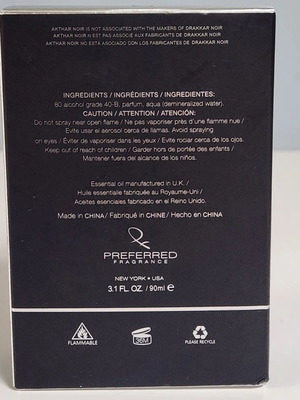 AKTHAR NOIR IS NOT ASSOCIATED WITH THE MAKERS OF DRAKKAR NOIR
AKTHAR NOIR N'EST PAS ASSOCIÉ AUX FABRICANTS DE DRAKKAR NOIR
AKTHAR NOIR NO ESTÁ ASOCIADO CON LOS FABRICANTES DE DRAKKAR NOIR
INGREDIENTS / INGRÉDIENTS / INGREDIENTES:
80 alcohol grade 40-B, parfum, aqua (demineralized water).
CAUTION / ATTENTION / ATENCIÓN:
Do not spray near open flame / Ne pas vaporiser près d'une flamme nue /
Evite usar el aerosol cerca de llamas. Avoid spraying
on eyes / Evitez de vaporiser dans les yeux / Evite rociar cerca de los ojos.
Keep out of reach of children / Garder hors de portée des enfants /
Mantener fuera del alcance de los niños.
Essential oil manufactured in U.K. /
Huile essentielle fabriquée au Royaume-Uni /
Aceites esenciales fabricados en el Reino Unido.
Made in CHINA / Fabriqué in CHINE / Hecho en CHINA
PREFERRED
FRAGRANCE
NEW YORK • USA
3.1 FL.OZ. / 90ml ℮
36M
FLAMMABLE
PLEASE RECYCLE